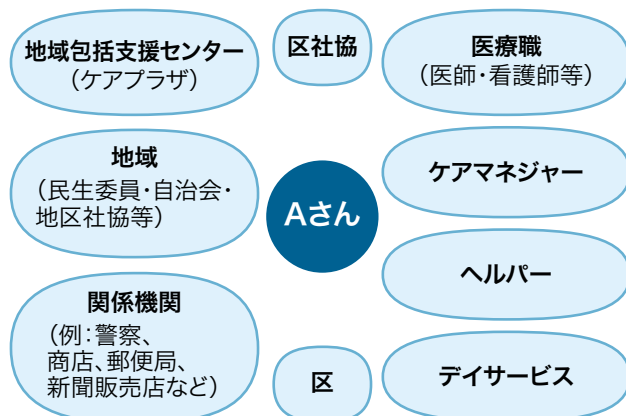 地域包括支援センター
（ケアプラザ）
区社協
医療職
（医師・看護師等）
地域
（民生委員・自治会・
地区社協等）
Aさん
ケアマネジャー
ヘルパー
関係機関
（例：警察、
商店、郵便局、
新聞販売店など）
区
デイサービス